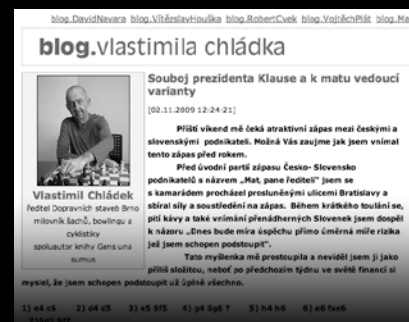 blog.DavidNavara blog.VítězslavHouška blog.RobertCvek blog.VojtěchPlát blog.Ma
blog.vlastimila chládka
Souboj prezidenta Klause a k matu vedoucí
varianty
[02.11.2009 12:24:21]
Příští víkend mě čeká atraktivní zápas mezi českými a
slovenskými podnikateli. Možná Vás zaujme jak jsem vnímal
tento zápas před rokem.
Před úvodní partií zápasu Česko- Slovensko
podnikatelů s názvem „Mat, pane řediteli" jsem se
s kamarádem procházel prosluněnými ulicemi Bratislavy a
stíral síly a soustředění na zápas. Během krátkého toulání se,
pití kávy a také vnímání přenádherných Slovenek jsem dospěl
k názoru „Dnes bude míra úspěchu přímo úměrná míře rizika
jež jsem schopen podstoupit".
Tato myšlenka mě prostoupila a neviděl jsem ji jako
příliš složitou, neboť po předchozím týdnu ve světě financí si
myslel, že jsem schopen podstoupit už úplně všechno.
Vlastimil Chládek
ředitel Dopravních staveb Brno
milovník šachů, bowlingu a
cyklistiky
spoluautor knihy Gens una
sumus
1) e4 c6 2) d4 d5 3) e5 Sf5 4) g4 Sg6 ? 5) h4 h6 6) e6 fxe6